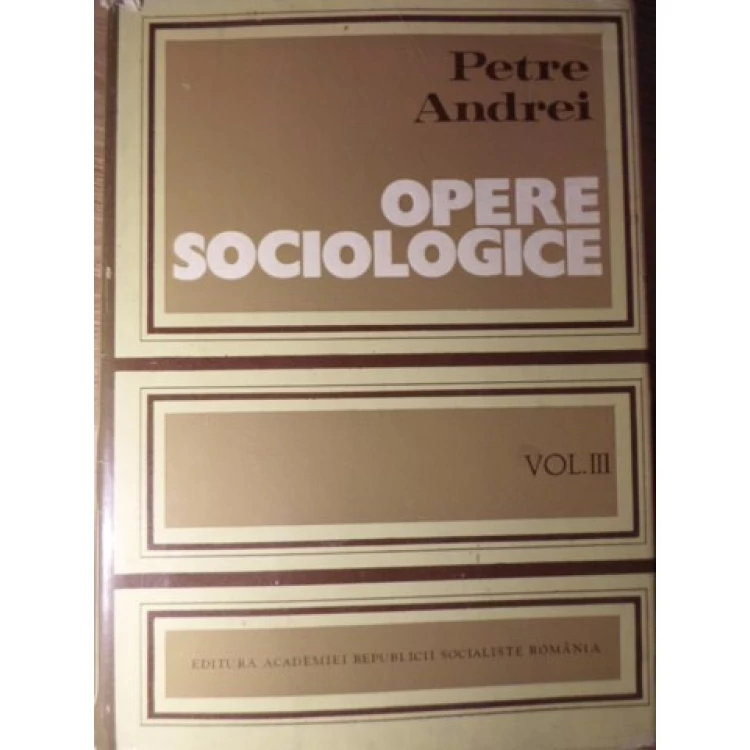 Petre
Andrei
OPERE
SOCIOLOGICE
VOL. III
EDITURA ACADEMIEI REPUBLICII SOCIALISTE ROMÂNIA